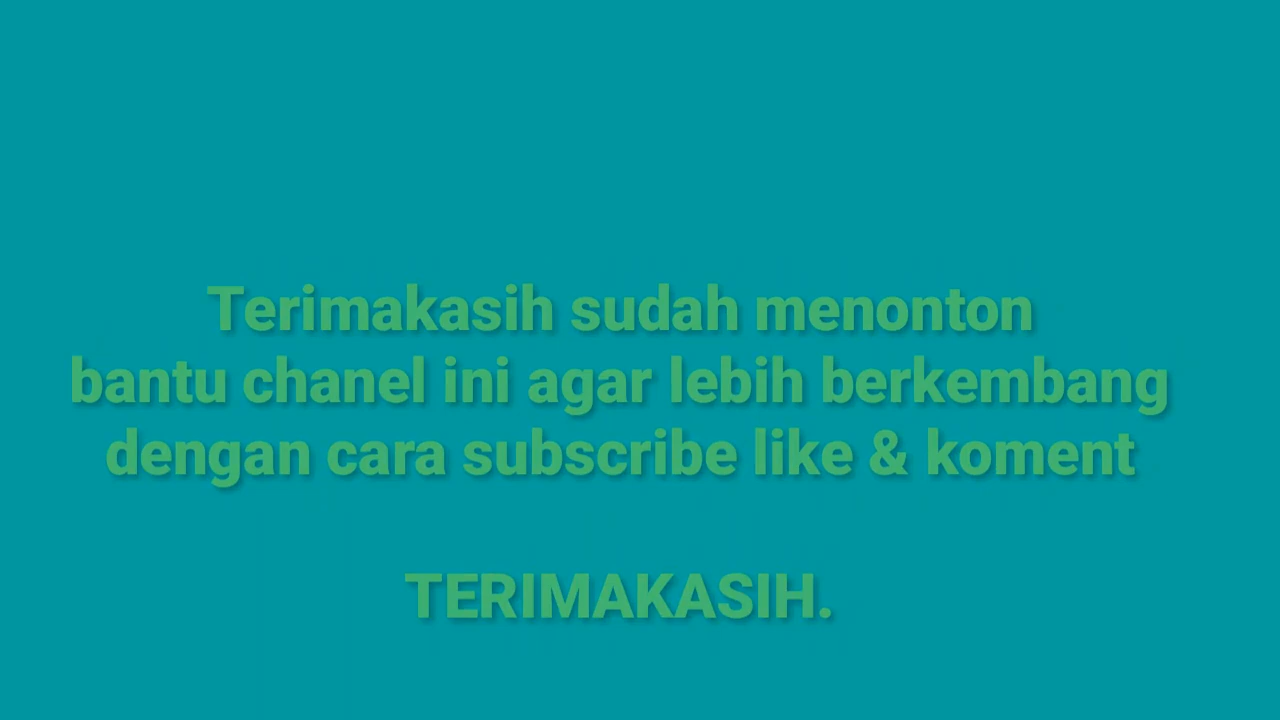 Terimakasih sudah menonton
bantu chanel ini agar lebih berkembang
dengan cara subscribe like & koment
TERIMAKASIH.